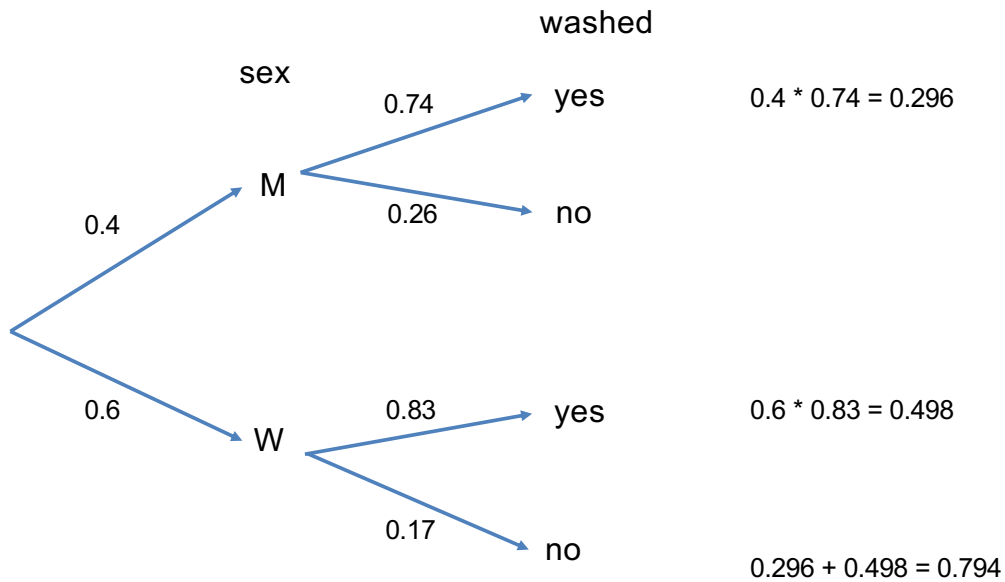 washed
sex
0.74
yes
0.4 * 0.74 = 0.296
M
0.26
no
0.4
0.6
0.83
yes
0.6 * 0.83 = 0.498
W
0.17
no
0.296 + 0.498 = 0.794